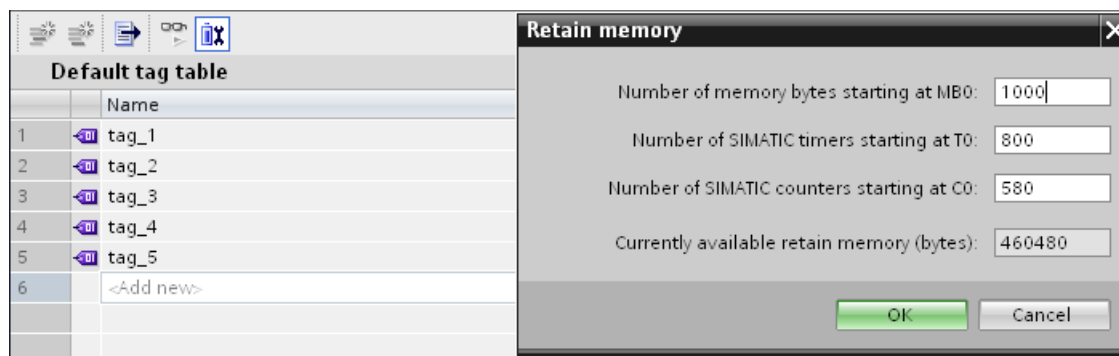 Default tag table
Name
1 tag_1
2 tag_2
3 tag_3
4 tag_4
5 tag_5
6 <Add new>
Retain memory
Number of memory bytes starting at MB0: 1000
Number of SIMATIC timers starting at T0: 800
Number of SIMATIC counters starting at C0: 580
Currently available retain memory (bytes): 460480
OK Cancel